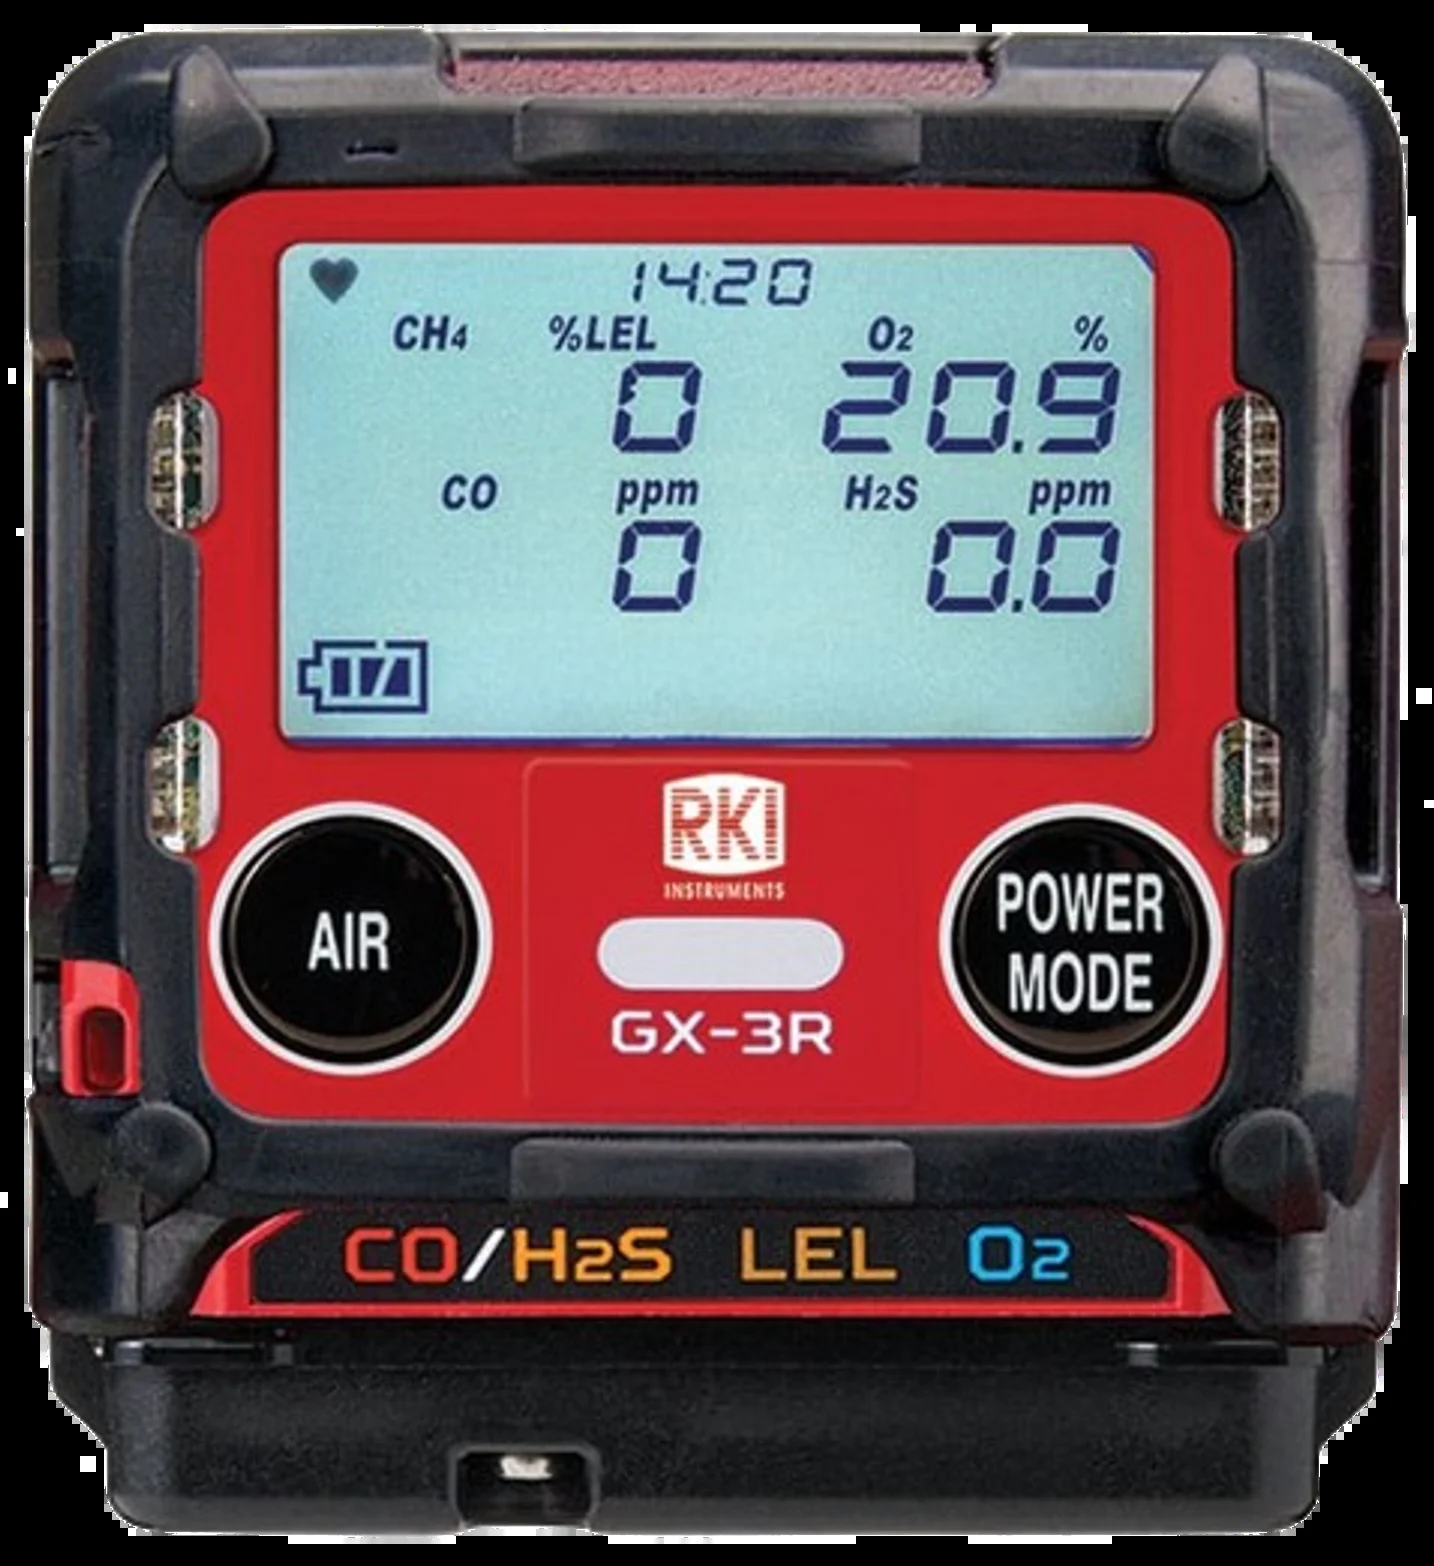 14:20
CH4 %LEL O2 %
0 20.9
CO ppm H2S ppm
0 0.0
RKI
INSTRUMENTS
AIR
POWER
MODE
GX-3R
CO/H2S LEL O2